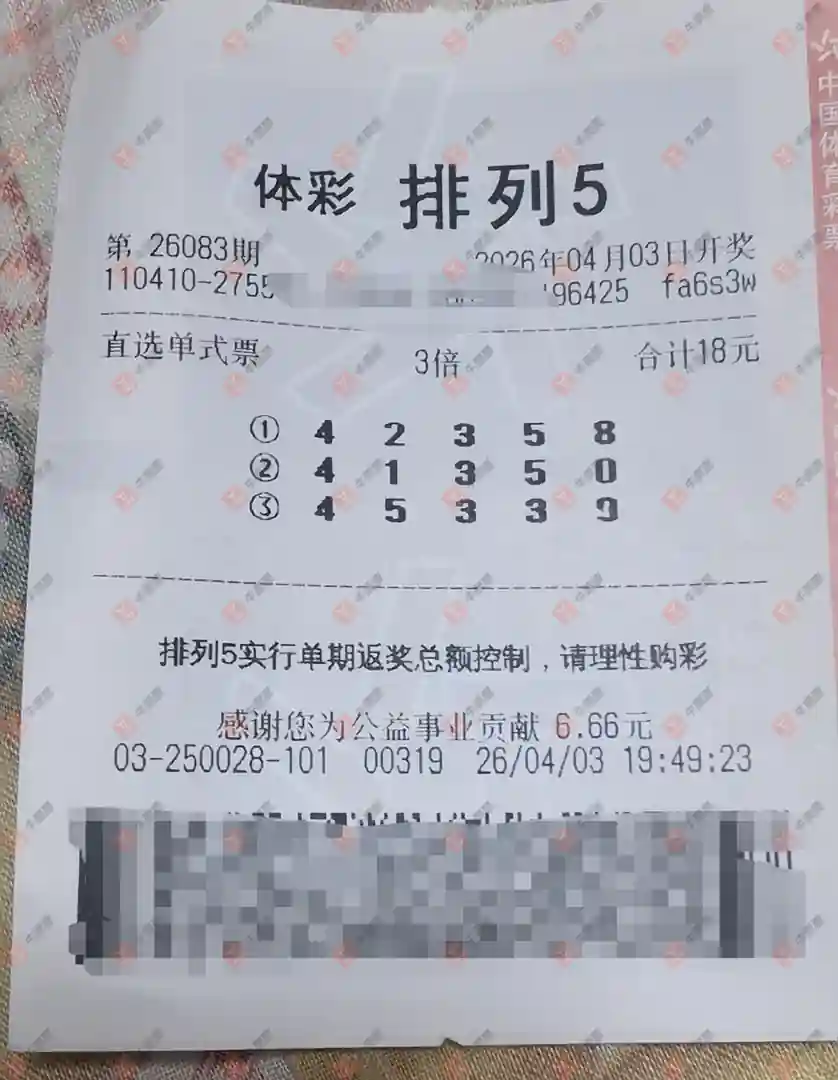 体彩 排列5
第 26083期 2026年04月03日开奖
110410-2755 '96425 fa6s3w
直选单式票 3倍 合计18元
① 4 2 3 5 8
② 4 1 3 5 0
③ 4 5 3 3 9
排列5实行单期返奖总额控制，请理性购彩
感谢您为公益事业贡献 6.66元
03-250028-101 00319 26/04/03 19:49:23
中国体育彩票